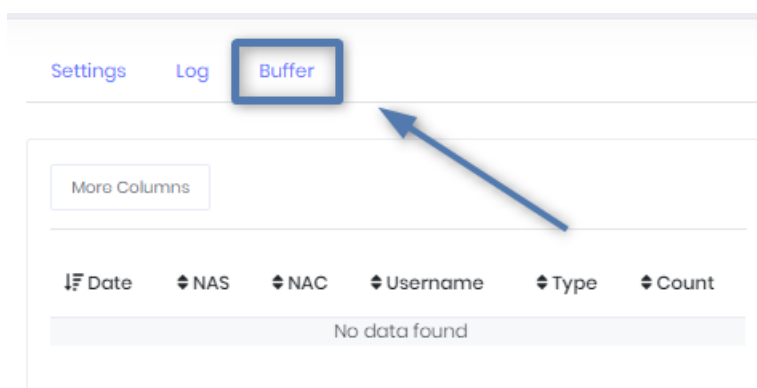 Settings Log Buffer
More Columns
Date NAS NAC Username Type Count
No data found